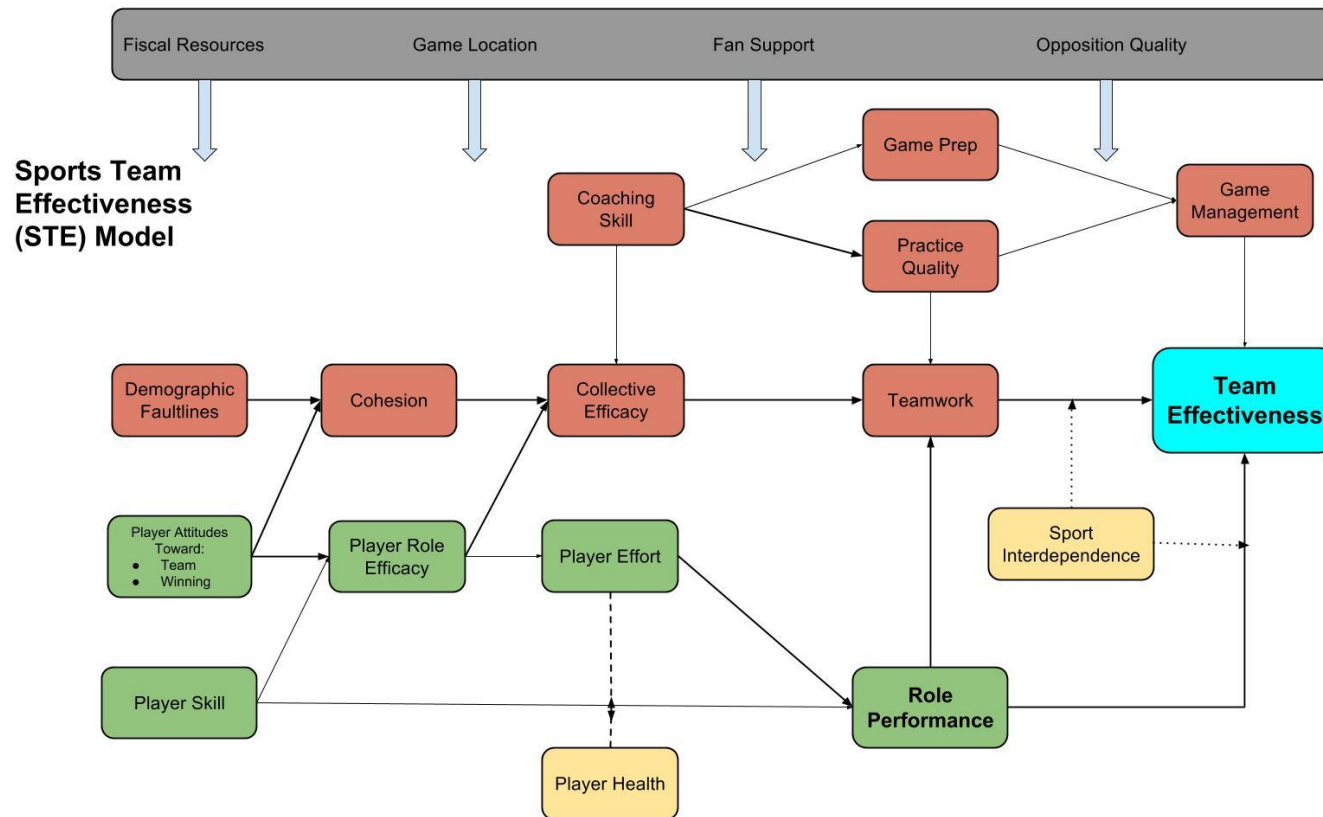 Fiscal Resources
Game Location
Fan Support
Opposition Quality
Sports Team
Effectiveness
(STE) Model
Game Prep
Coaching
Skill
Game
Management
Practice
Quality
Demographic
Faultlines
Cohesion
Collective
Efficacy
Teamwork
Team
Effectiveness
Player Attitudes
Toward:
● Team
● Winning
Player Role
Efficacy
Player Effort
Sport
Interdependence
Player Skill
Role
Performance
Player Health